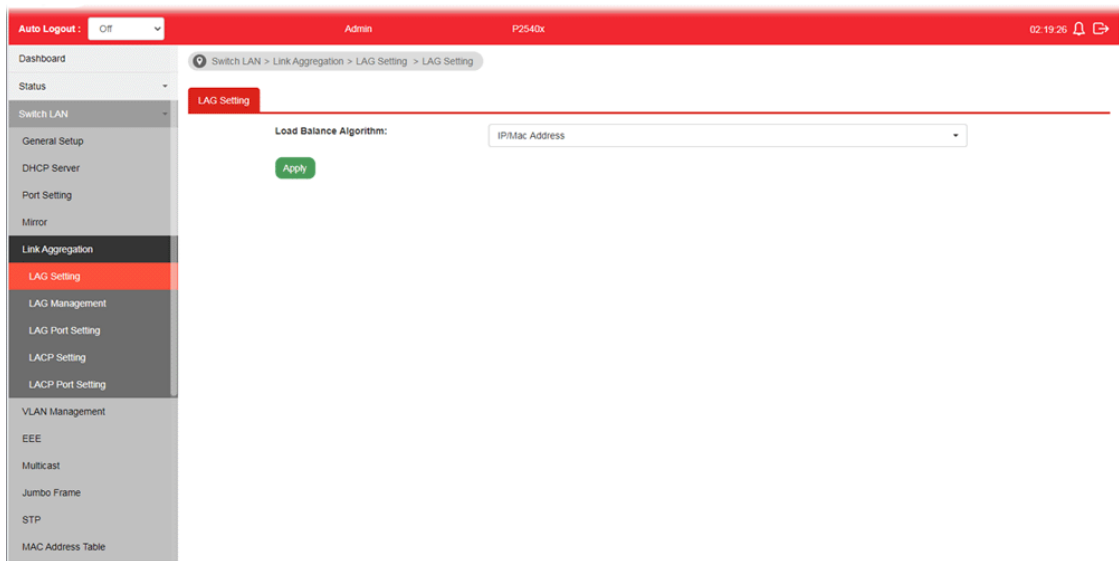 Auto Logout : Off Admin P2540x 02:19:26
Dashboard
Switch LAN > Link Aggregation > LAG Setting > LAG Setting
Status
LAG Setting
Switch LAN
Load Balance Algorithm: IP/Mac Address
General Setup
Apply
DHCP Server
Port Setting
Mirror
Link Aggregation
LAG Setting
LAG Management
LAG Port Setting
LACP Setting
LACP Port Setting
VLAN Management
EEE
Multicast
Jumbo Frame
STP
MAC Address Table